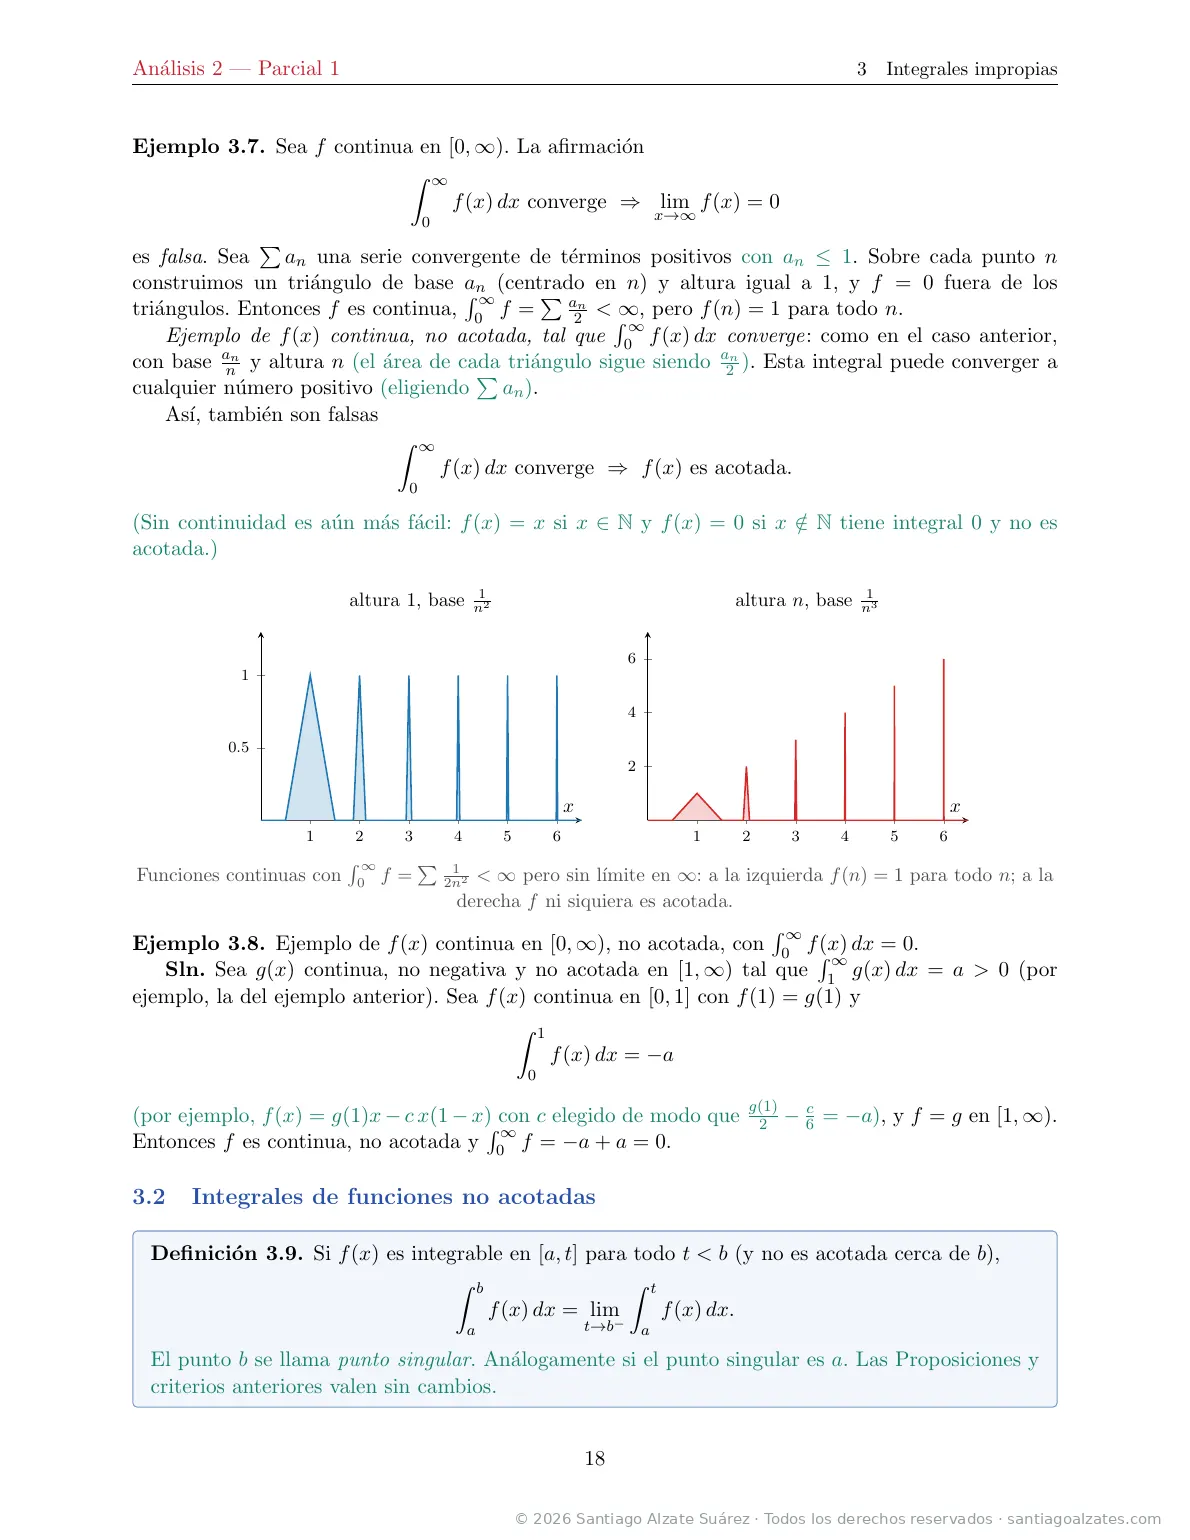 Análisis 2 — Parcial 1
3 Integrales impropias
Ejemplo 3.7. Sea f continua en [0, ∞). La afirmación
∫₀^∞ f(x) dx converge ⇒ lim_{x→∞} f(x) = 0
es falsa. Sea ∑ aₙ una serie convergente de términos positivos con aₙ ≤ 1. Sobre cada punto n
construimos un triángulo de base aₙ (centrado en n) y altura igual a 1, y f = 0 fuera de los
triángulos. Entonces f es continua, ∫₀^∞ f = ∑ aₙ/2 < ∞, pero f(n) = 1 para todo n.
Ejemplo de f(x) continua, no acotada, tal que ∫₀^∞ f(x) dx converge: como en el caso anterior,
con base aₙ/n y altura n (el área de cada triángulo sigue siendo aₙ/2). Esta integral puede converger a
cualquier número positivo (eligiendo ∑ aₙ).
Así, también son falsas
∫₀^∞ f(x) dx converge ⇒ f(x) es acotada.
(Sin continuidad es aún más fácil: f(x) = x si x ∈ ℕ y f(x) = 0 si x ∉ ℕ tiene integral 0 y no es
acotada.)
altura 1, base 1/n²
1
0.5
x
1 2 3 4 5 6
altura n, base 1/n³
6
4
2
x
1 2 3 4 5 6
Funciones continuas con ∫₀^∞ f = ∑ 1/2n² < ∞ pero sin límite en ∞: a la izquierda f(n) = 1 para todo n; a la
derecha f ni siquiera es acotada.
Ejemplo 3.8. Ejemplo de f(x) continua en [0, ∞), no acotada, con ∫₀^∞ f(x) dx = 0.
Sln. Sea g(x) continua, no negativa y no acotada en [1, ∞) tal que ∫₁^∞ g(x) dx = a > 0 (por
ejemplo, la del ejemplo anterior). Sea f(x) continua en [0, 1] con f(1) = g(1) y
∫₀¹ f(x) dx = −a
(por ejemplo, f(x) = g(1)x − c x(1 − x) con c elegido de modo que g(1)/2 − c/6 = −a), y f = g en [1, ∞).
Entonces f es continua, no acotada y ∫₀^∞ f = −a + a = 0.
3.2 Integrales de funciones no acotadas
Definición 3.9. Si f(x) es integrable en [a, t] para todo t < b (y no es acotada cerca de b),
∫ₐᵇ f(x) dx = lim_{t→b⁻} ∫ₐᵗ f(x) dx.
El punto b se llama punto singular. Análogamente si el punto singular es a. Las Proposiciones y
criterios anteriores valen sin cambios.
18
© 2026 Santiago Alzate Suárez · Todos los derechos reservados · santiagoalzates.com